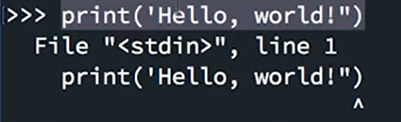 >>> print('Hello, world!")
  File "<stdin>", line 1
    print('Hello, world!")
                         ^